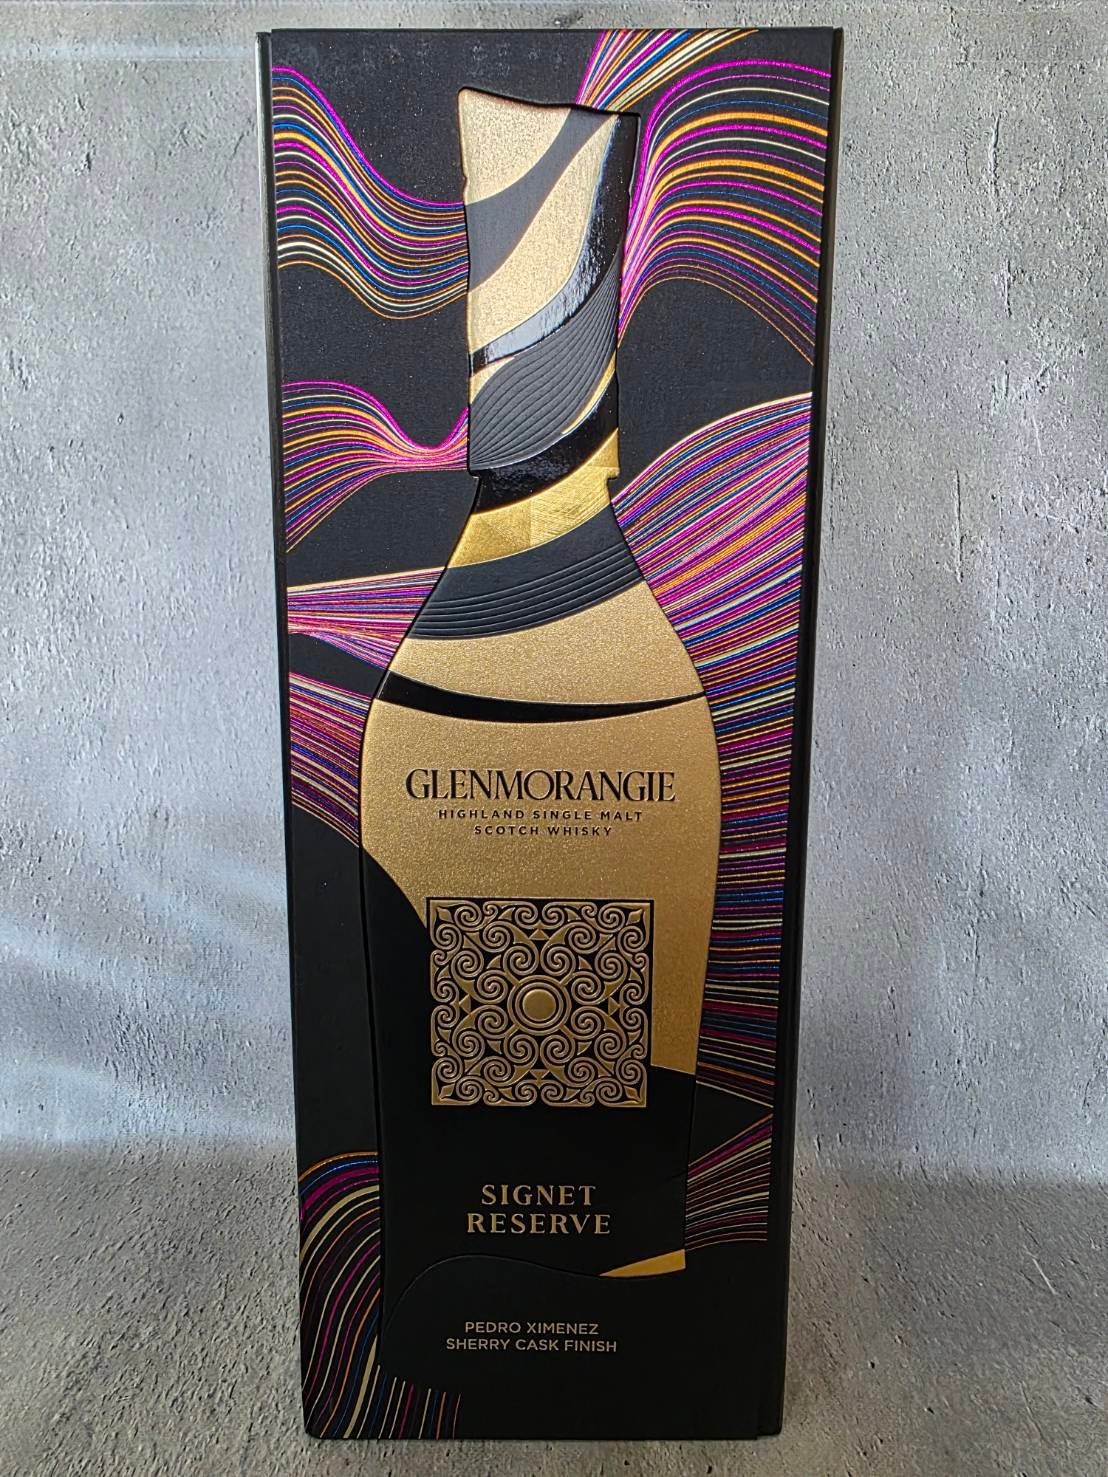 GLENMORANGIE
HIGHLAND SINGLE MALT
SCOTCH WHISKY
SIGNET
RESERVE
PEDRO XIMENEZ
SHERRY CASK FINISH